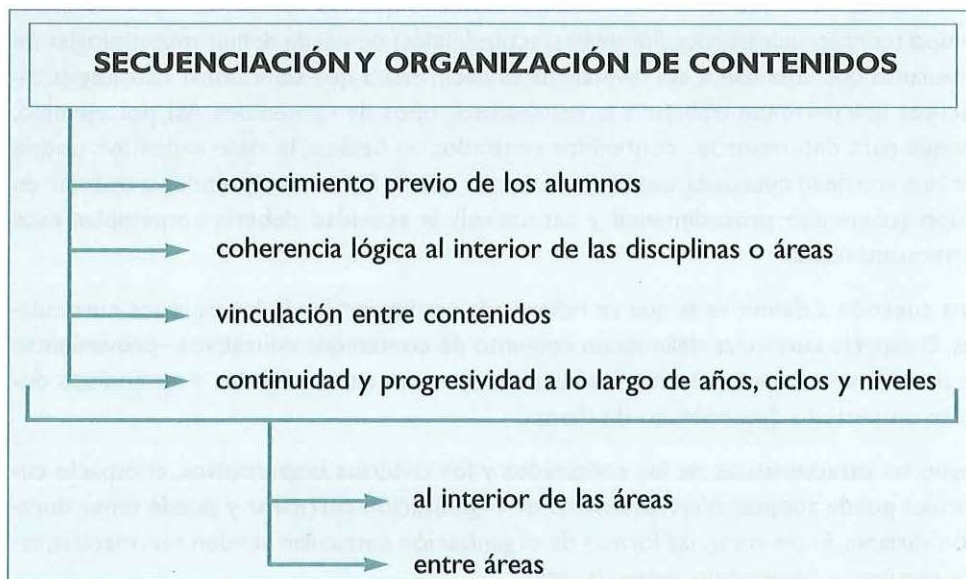 SECUENCIACIÓN Y ORGANIZACIÓN DE CONTENIDOS
conocimiento previo de los alumnos
coherencia lógica al interior de las disciplinas o áreas
vinculación entre contenidos
continuidad y progresividad a lo largo de años, ciclos y niveles
al interior de las áreas
entre áreas